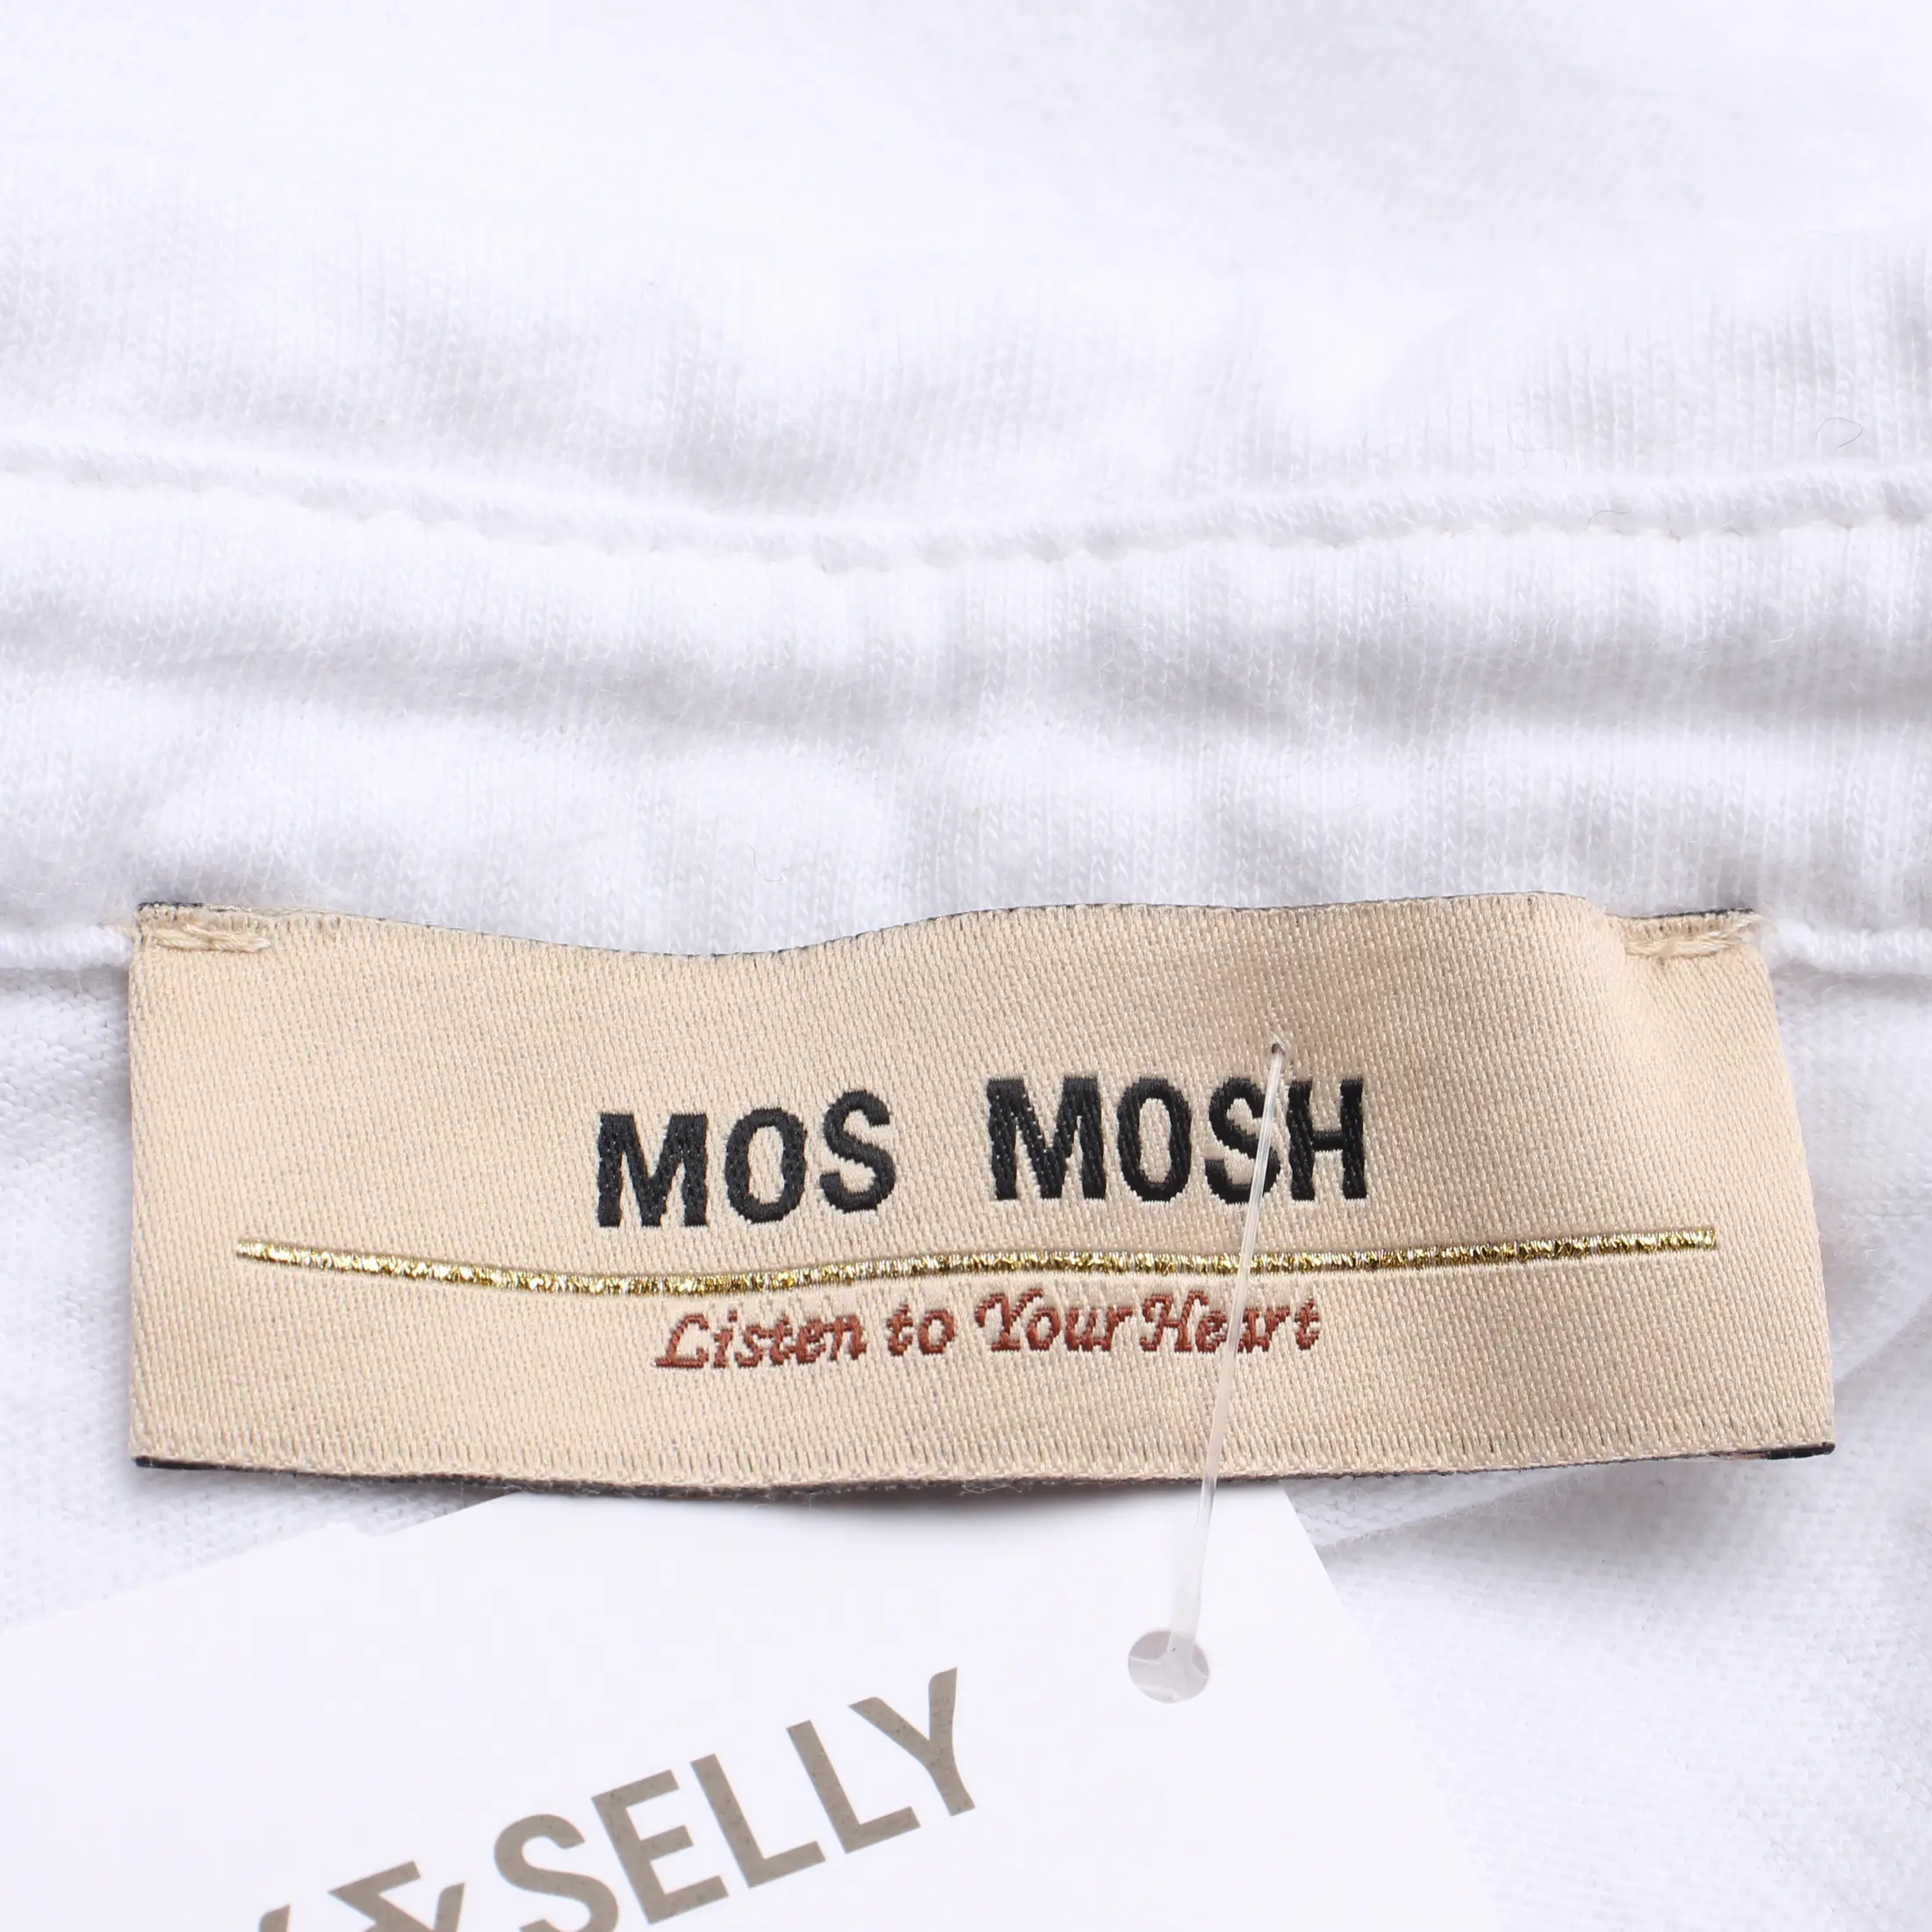 MOS MOSH
Listen to Your Heart
& SELLY